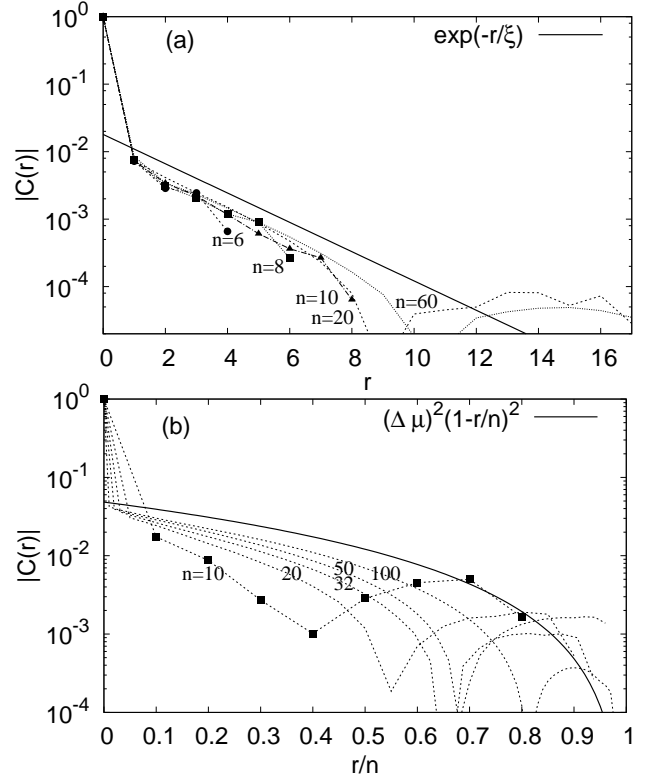 (a)
exp(-r/ξ)
10^0
10^-1
10^-2
10^-3
10^-4
|C(r)|
n=6
n=8
n=10
n=20
n=60
0 2 4 6 8 10 12 14 16
r
(b)
(Δ μ)^2(1-r/n)^2
10^0
10^-1
10^-2
10^-3
10^-4
|C(r)|
n=10 20 50 100
32
0 0.1 0.2 0.3 0.4 0.5 0.6 0.7 0.8 0.9 1
r/n